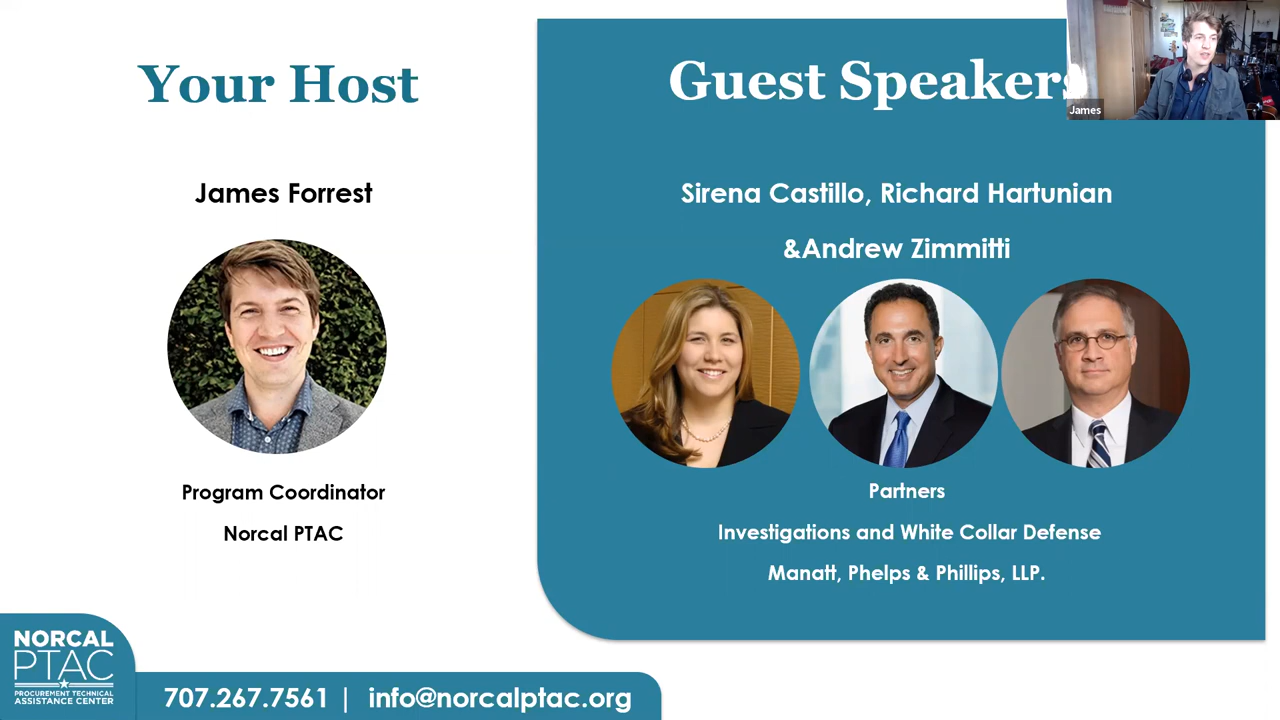 Your Host
James Forrest
Program Coordinator
Norcal PTAC
Guest Speakers
James
Sirena Castillo, Richard Hartunian
&Andrew Zimmitti
Partners
Investigations and White Collar Defense
Manatt, Phelps & Phillips, LLP.
NORCAL
PTAC
PROCUREMENT TECHNICAL
ASSISTANCE CENTER
707.267.7561 | info@norcalptac.org